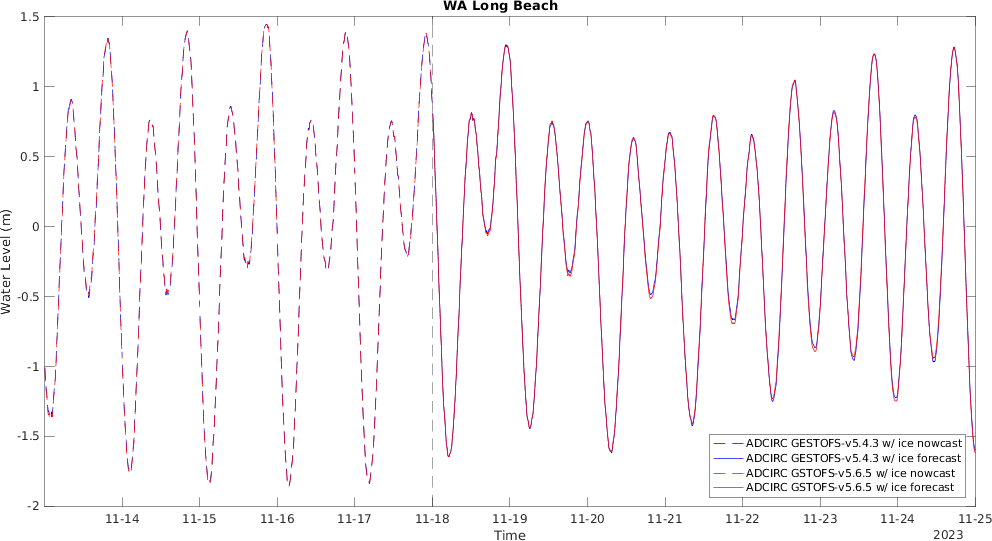 WA Long Beach
1.5
1
0.5
0
-0.5
-1
-1.5
-2
Water Level (m)
11-14 11-15 11-16 11-17 11-18 11-19 11-20 11-21 11-22 11-23 11-24 11-25
Time
2023
ADCIRC GESTOFS-v5.4.3 w/ ice nowcast
ADCIRC GESTOFS-v5.4.3 w/ ice forecast
ADCIRC GSTOFS-v5.6.5 w/ ice nowcast
ADCIRC GSTOFS-v5.6.5 w/ ice forecast